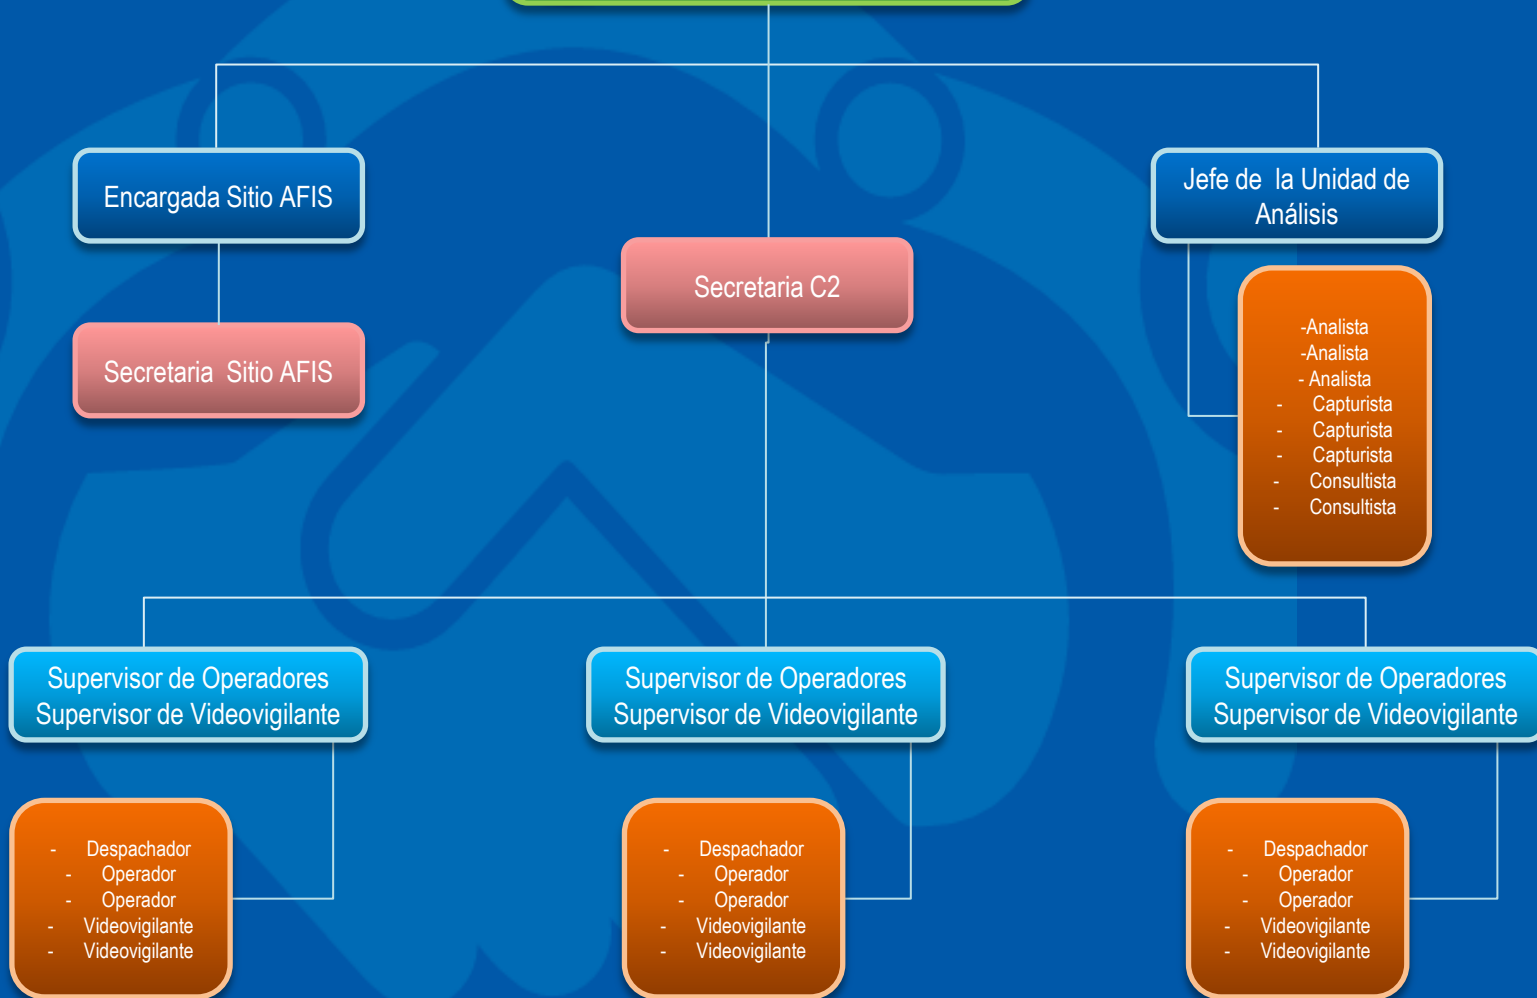 Encargada Sitio AFIS
Jefe de la Unidad de
Análisis
Secretaria C2
Secretaria Sitio AFIS
-Analista
-Analista
- Analista
- Capturista
- Capturista
- Capturista
- Consultista
- Consultista
Supervisor de Operadores
Supervisor de Videovigilante
Supervisor de Operadores
Supervisor de Videovigilante
Supervisor de Operadores
Supervisor de Videovigilante
- Despachador
- Operador
- Operador
- Videovigilante
- Videovigilante
- Despachador
- Operador
- Operador
- Videovigilante
- Videovigilante
- Despachador
- Operador
- Operador
- Videovigilante
- Videovigilante